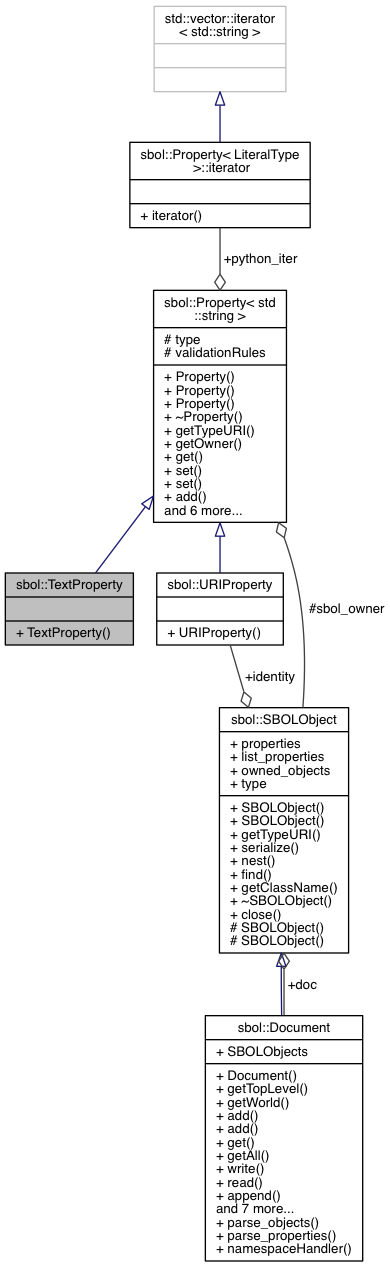 std::vector::iterator
< std::string >
sbol::Property< LiteralType
>::iterator
+ iterator()
+python_iter
sbol::Property< std
::string >
# type
# validationRules
+ Property()
+ Property()
+ Property()
+ ~Property()
+ getTypeURI()
+ getOwner()
+ get()
+ set()
+ set()
+ add()
and 6 more...
sbol::TextProperty
+ TextProperty()
sbol::URIProperty
+ URIProperty()
#sbol_owner
+identity
sbol::SBOLObject
+ properties
+ list_properties
+ owned_objects
+ type
+ SBOLObject()
+ SBOLObject()
+ getTypeURI()
+ serialize()
+ nest()
+ find()
+ getClassName()
+ ~SBOLObject()
+ close()
# SBOLObject()
# SBOLObject()
+doc
sbol::Document
+ SBOLObjects
+ Document()
+ getTopLevel()
+ getWorld()
+ add()
+ add()
+ get()
+ getAll()
+ write()
+ read()
+ append()
and 7 more...
+ parse_objects()
+ parse_properties()
+ namespaceHandler()